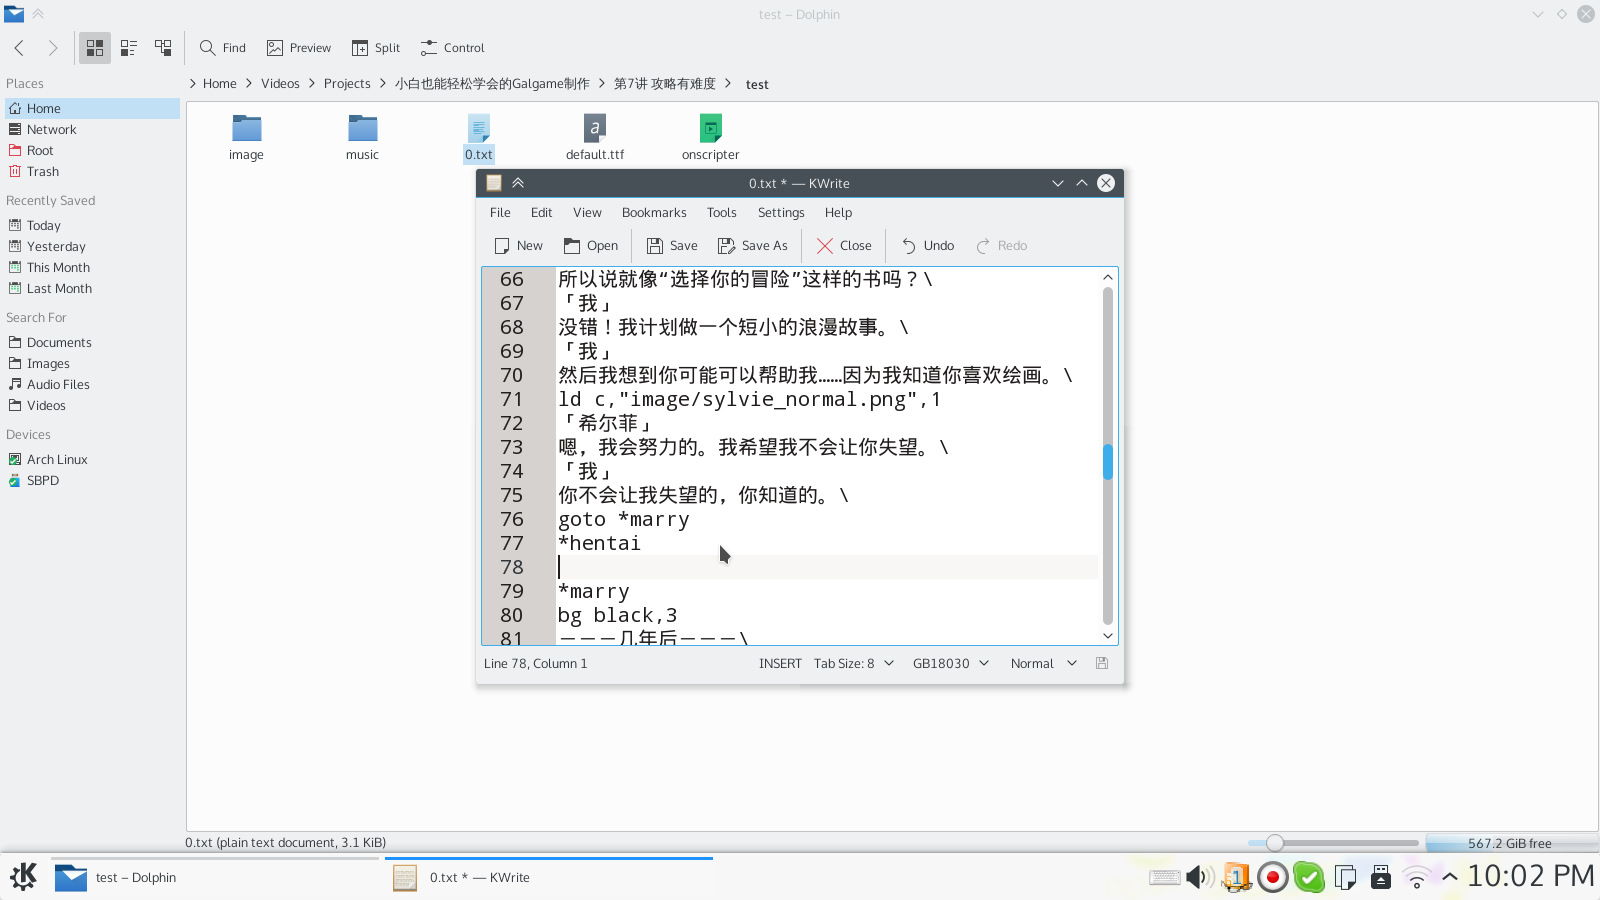 test – Dolphin
Find
Preview
Split
Control
Places
Home
Network
Root
Trash
Recently Saved
Today
Yesterday
This Month
Last Month
Search For
Documents
Images
Audio Files
Videos
Devices
Arch Linux
SBPD
Home
Videos
Projects
小白也能轻松学会的Galgame制作
第7讲 攻略有难度
test
image
music
0.txt
default.ttf
onscripter
0.txt * — KWrite
File Edit View Bookmarks Tools Settings Help
New Open Save Save As Close Undo Redo
66 所以说就像“选择你的冒险”这样的书吗？\
67 「我」
68 没错！我计划做一个短小的浪漫故事。\
69 「我」
70 然后我想到你可能可以帮助我……因为我知道你喜欢绘画。\
71 ld c,"image/sylvie_normal.png",1
72 「希尔菲」
73 嗯，我会努力的。我希望我不会让你失望。\
74 「我」
75 你不会让我失望的，你知道的。\
76 goto *marry
77 *hentai
78
79 *marry
80 bg black,3
81 －－－几年后－－－\
Line 78, Column 1
INSERT
Tab Size: 8
GB18030
Normal
0.txt (plain text document, 3.1 KiB)
567.2 GiB free
test – Dolphin
0.txt * — KWrite
1
10:02 PM